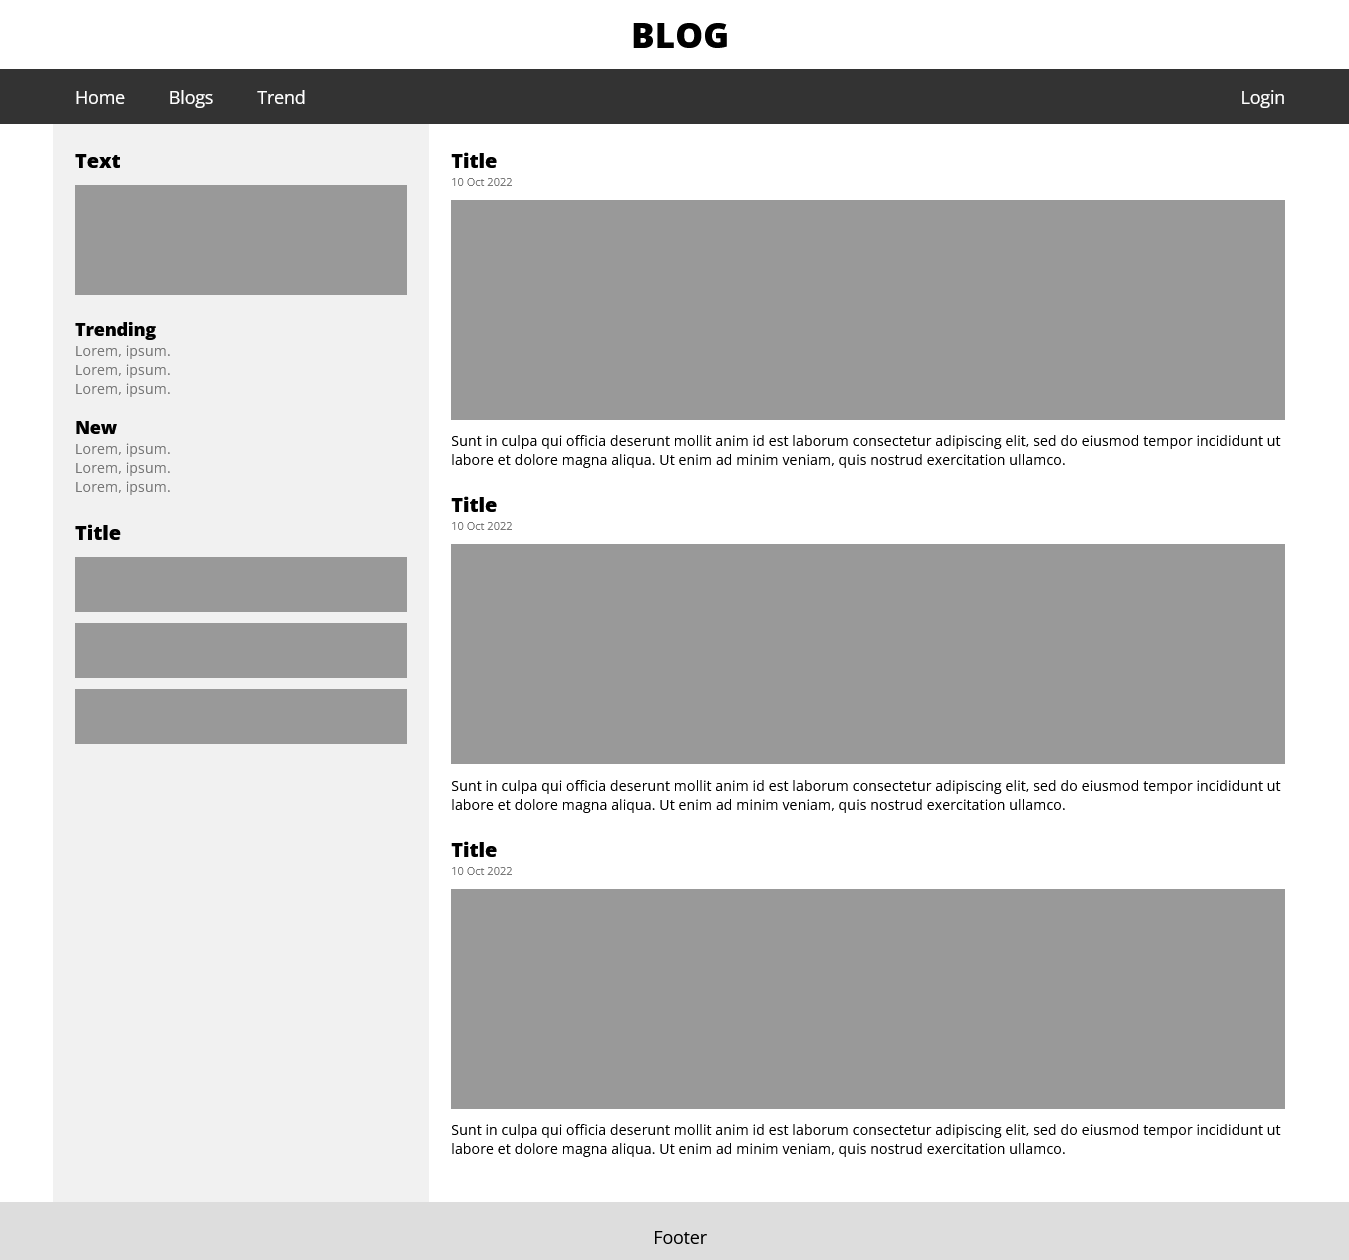 BLOG
Home Blogs Trend Login
Text
Trending
Lorem, ipsum.
Lorem, ipsum.
Lorem, ipsum.
New
Lorem, ipsum.
Lorem, ipsum.
Lorem, ipsum.
Title
Title
10 Oct 2022
Sunt in culpa qui officia deserunt mollit anim id est laborum consectetur adipiscing elit, sed do eiusmod tempor incididunt ut
labore et dolore magna aliqua. Ut enim ad minim veniam, quis nostrud exercitation ullamco.
Title
10 Oct 2022
Sunt in culpa qui officia deserunt mollit anim id est laborum consectetur adipiscing elit, sed do eiusmod tempor incididunt ut
labore et dolore magna aliqua. Ut enim ad minim veniam, quis nostrud exercitation ullamco.
Title
10 Oct 2022
Sunt in culpa qui officia deserunt mollit anim id est laborum consectetur adipiscing elit, sed do eiusmod tempor incididunt ut
labore et dolore magna aliqua. Ut enim ad minim veniam, quis nostrud exercitation ullamco.
Footer